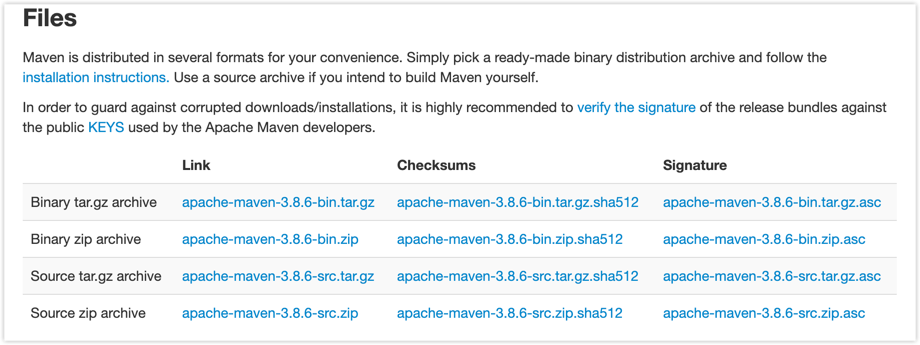 Files
Maven is distributed in several formats for your convenience. Simply pick a ready-made binary distribution archive and follow the
installation instructions. Use a source archive if you intend to build Maven yourself.
In order to guard against corrupted downloads/installations, it is highly recommended to verify the signature of the release bundles against
the public KEYS used by the Apache Maven developers.
Link Checksums Signature
Binary tar.gz archive apache-maven-3.8.6-bin.tar.gz apache-maven-3.8.6-bin.tar.gz.sha512 apache-maven-3.8.6-bin.tar.gz.asc
Binary zip archive apache-maven-3.8.6-bin.zip apache-maven-3.8.6-bin.zip.sha512 apache-maven-3.8.6-bin.zip.asc
Source tar.gz archive apache-maven-3.8.6-src.tar.gz apache-maven-3.8.6-src.tar.gz.sha512 apache-maven-3.8.6-src.tar.gz.asc
Source zip archive apache-maven-3.8.6-src.zip apache-maven-3.8.6-src.zip.sha512 apache-maven-3.8.6-src.zip.asc